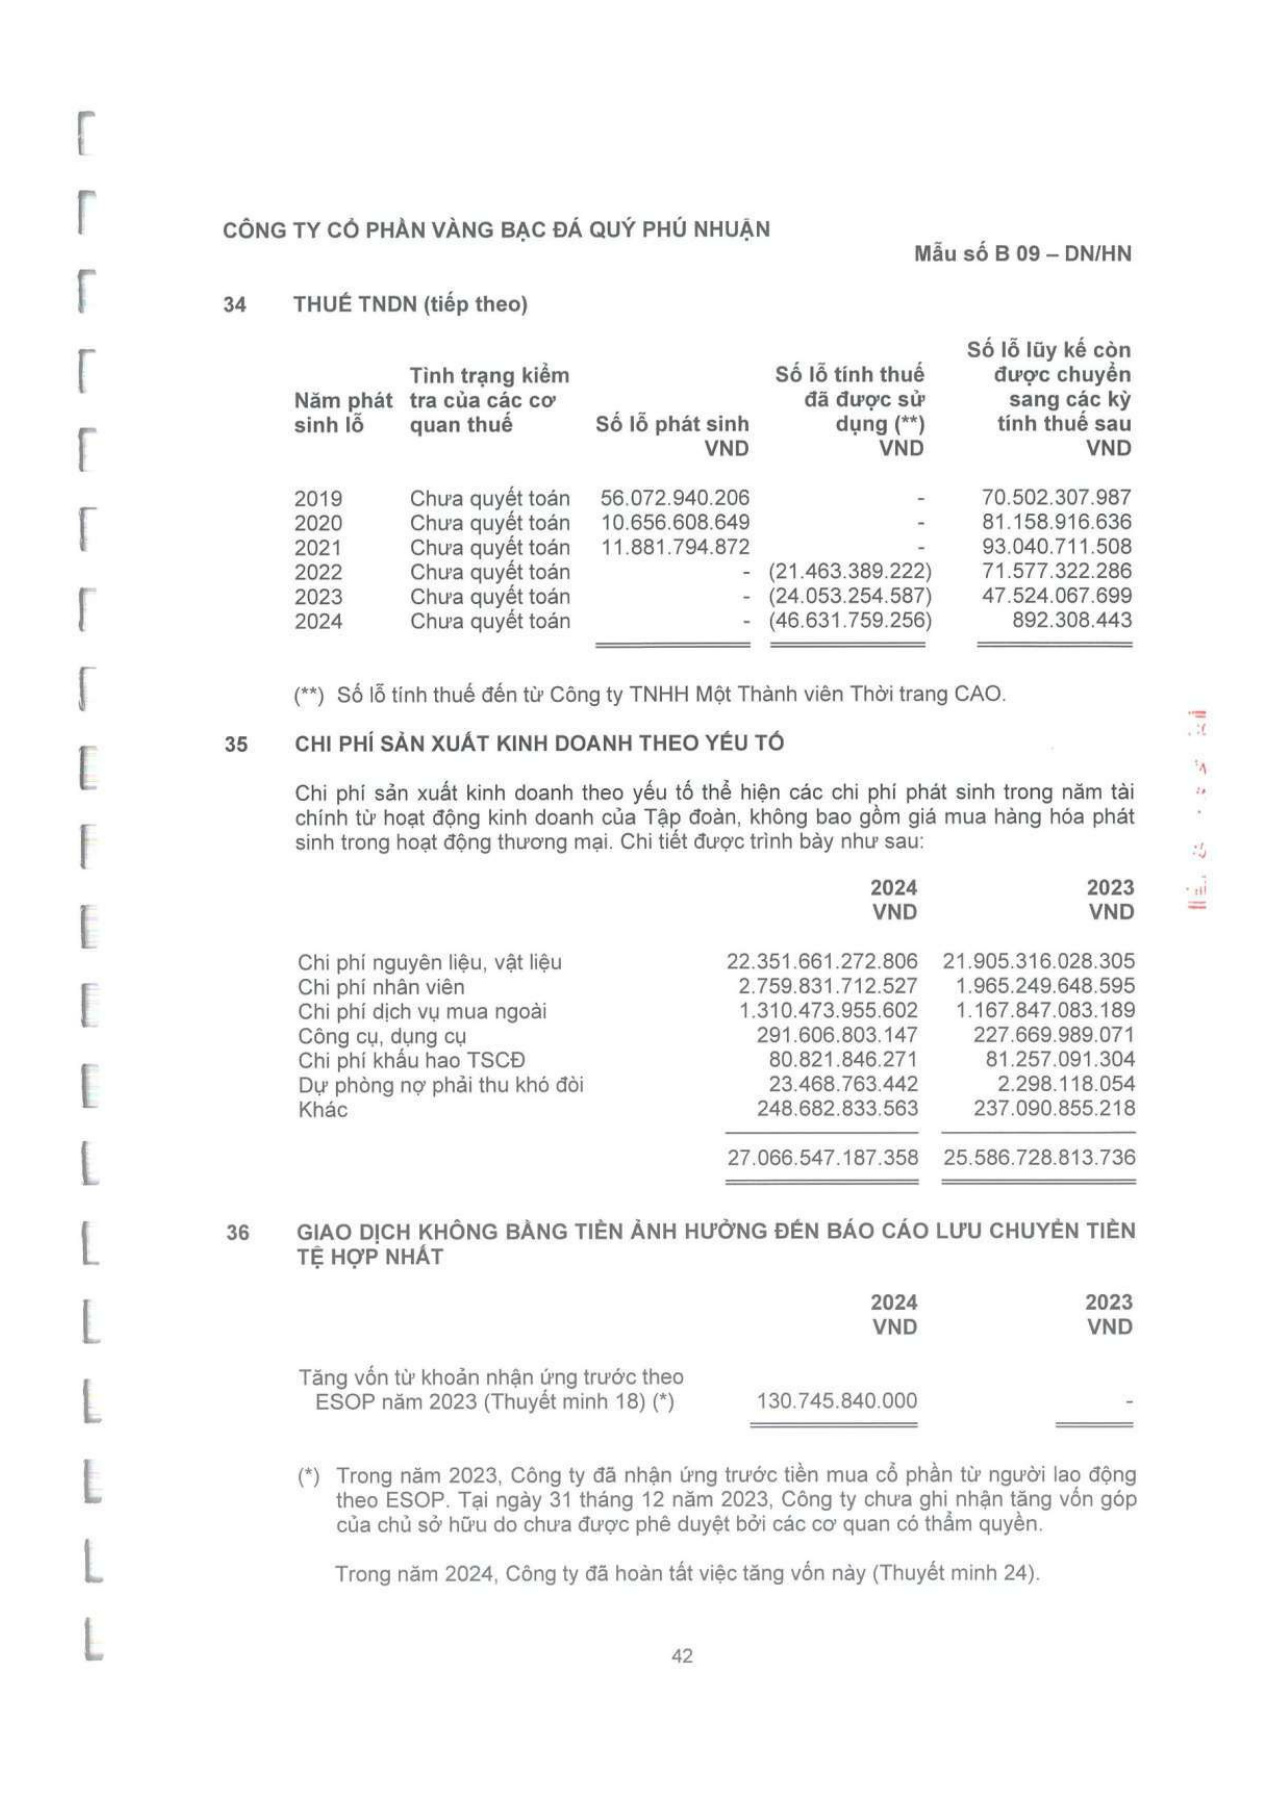 CÔNG TY CỔ PHẦN VÀNG BẠC ĐÁ QUÝ PHÚ NHUẬN
Mẫu số B 09 – DN/HN
34 THUẾ TNDN (tiếp theo)
Năm phát sinh lỗ
Tình trạng kiểm tra của các cơ quan thuế
Số lỗ phát sinh VND
Số lỗ tính thuế đã được sử dụng (**) VND
Số lỗ lũy kế còn được chuyển sang các kỳ tính thuế sau VND
2019 Chưa quyết toán 56.072.940.206 - 70.502.307.987
2020 Chưa quyết toán 10.656.608.649 - 81.158.916.636
2021 Chưa quyết toán 11.881.794.872 - 93.040.711.508
2022 Chưa quyết toán - (21.463.389.222) 71.577.322.286
2023 Chưa quyết toán - (24.053.254.587) 47.524.067.699
2024 Chưa quyết toán - (46.631.759.256) 892.308.443
(**) Số lỗ tính thuế đến từ Công ty TNHH Một Thành viên Thời trang CAO.
35 CHI PHÍ SẢN XUẤT KINH DOANH THEO YẾU TỐ
Chi phí sản xuất kinh doanh theo yếu tố thể hiện các chi phí phát sinh trong năm tài
chính từ hoạt động kinh doanh của Tập đoàn, không bao gồm giá mua hàng hóa phát
sinh trong hoạt động thương mại. Chi tiết được trình bày như sau:
2024 2023
VND VND
Chi phí nguyên liệu, vật liệu 22.351.661.272.806 21.905.316.028.305
Chi phí nhân viên 2.759.831.712.527 1.965.249.648.595
Chi phí dịch vụ mua ngoài 1.310.473.955.602 1.167.847.083.189
Công cụ, dụng cụ 291.606.803.147 227.669.989.071
Chi phí khấu hao TSCĐ 80.821.846.271 81.257.091.304
Dự phòng nợ phải thu khó đòi 23.468.763.442 2.298.118.054
Khác 248.682.833.563 237.090.855.218
27.066.547.187.358 25.586.728.813.736
36 GIAO DỊCH KHÔNG BẰNG TIỀN ẢNH HƯỞNG ĐẾN BÁO CÁO LƯU CHUYỂN TIỀN
TỆ HỢP NHẤT
2024 2023
VND VND
Tăng vốn từ khoản nhận ứng trước theo
ESOP năm 2023 (Thuyết minh 18) (*) 130.745.840.000 -
(*) Trong năm 2023, Công ty đã nhận ứng trước tiền mua cổ phần từ người lao động
theo ESOP. Tại ngày 31 tháng 12 năm 2023, Công ty chưa ghi nhận tăng vốn góp
của chủ sở hữu do chưa được phê duyệt bởi các cơ quan có thẩm quyền.
Trong năm 2024, Công ty đã hoàn tất việc tăng vốn này (Thuyết minh 24).
42